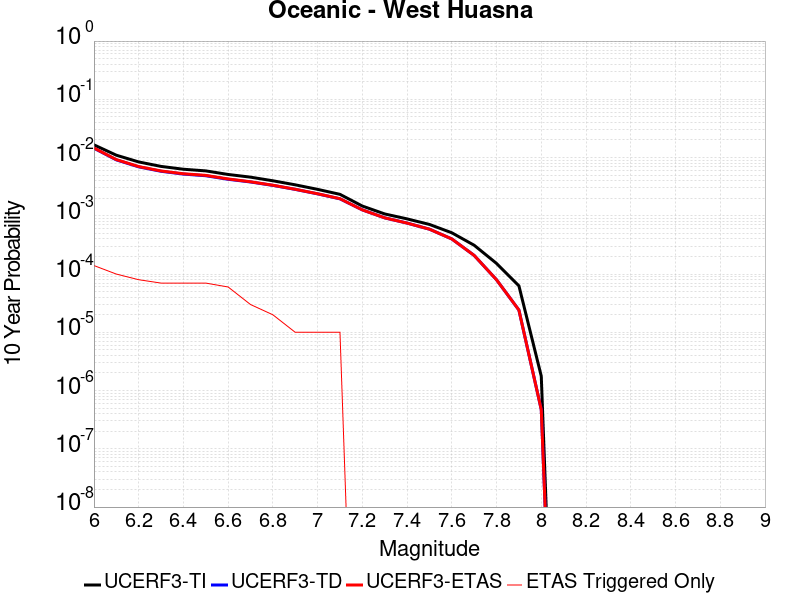 Oceanic - West Huasna
10^0
10^-1
10^-2
10^-3
10^-4
10^-5
10^-6
10^-7
10^-8
10 Year Probability
6 6.2 6.4 6.6 6.8 7 7.2 7.4 7.6 7.8 8 8.2 8.4 8.6 8.8 9
Magnitude
UCERF3-TI UCERF3-TD UCERF3-ETAS ETAS Triggered Only